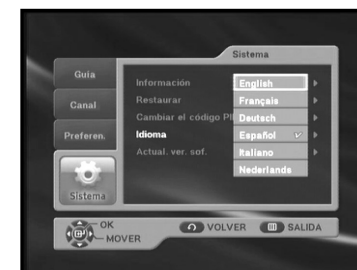 Sistema
Guia
Canal
Preferen.
Sistema
Información
Restaurar
Cambiar el código PI
Idioma
Actual. ver. sof.
English
Français
Deutsch
Español
Italiano
Nederlands
OK
MOVER
VOLVER
SALIDA